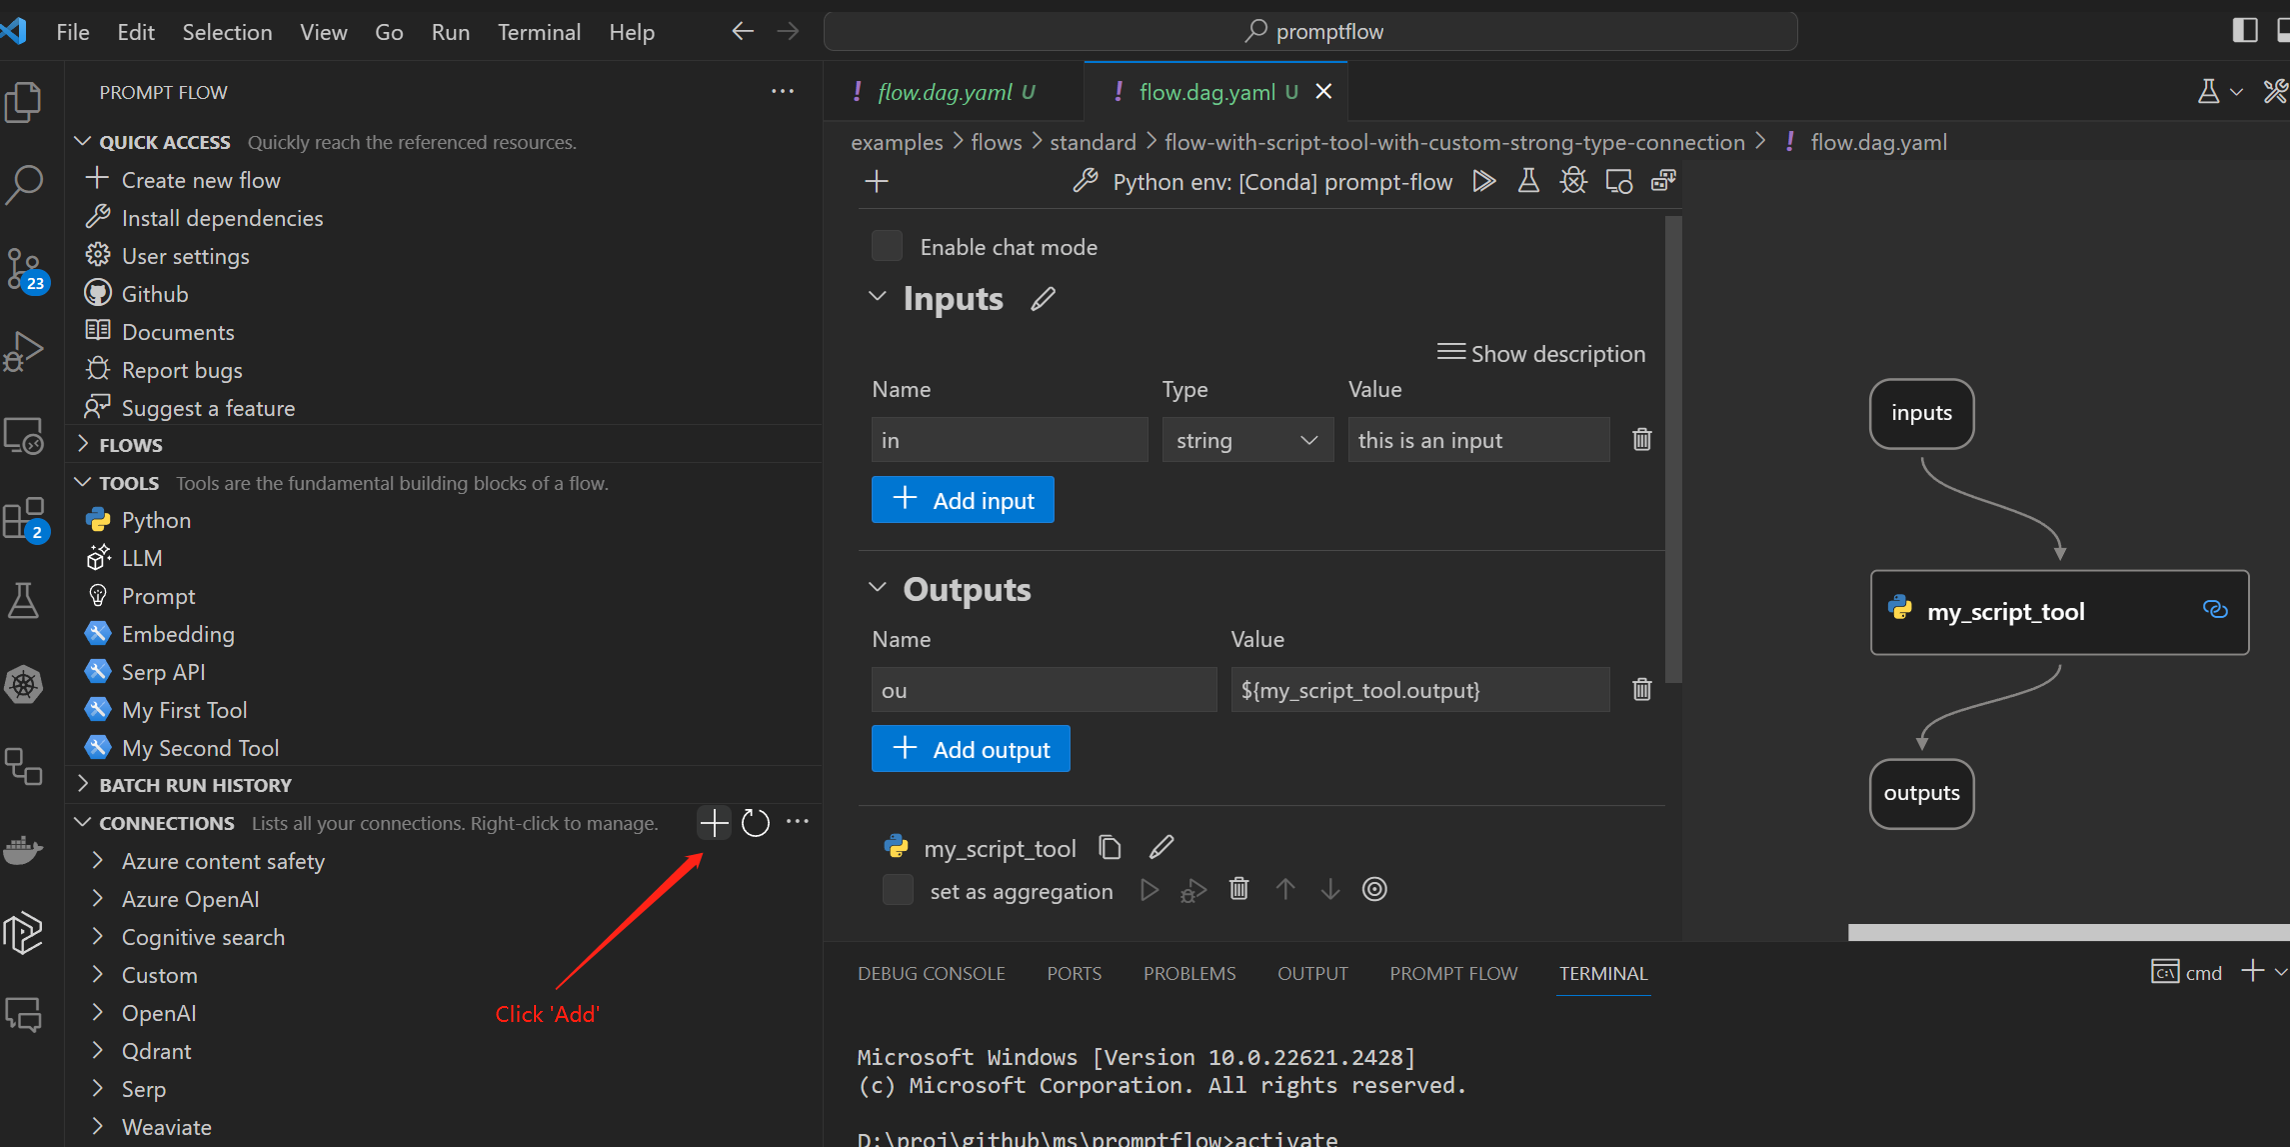 File Edit Selection View Go Run Terminal Help
promptflow
PROMPT FLOW
QUICK ACCESS Quickly reach the referenced resources.
Create new flow
Install dependencies
User settings
Github
Documents
Report bugs
Suggest a feature
FLOWS
TOOLS Tools are the fundamental building blocks of a flow.
Python
LLM
Prompt
Embedding
Serp API
My First Tool
My Second Tool
BATCH RUN HISTORY
CONNECTIONS Lists all your connections. Right-click to manage.
Azure content safety
Azure OpenAI
Cognitive search
Custom
OpenAI
Qdrant
Serp
Weaviate
Click 'Add'
23
2
! flow.dag.yaml U
! flow.dag.yaml U
examples > flows > standard > flow-with-script-tool-with-custom-strong-type-connection > ! flow.dag.yaml
Python env: [Conda] prompt-flow
Enable chat mode
Inputs
Show description
Name Type Value
in string this is an input
Add input
Outputs
Name Value
ou ${my_script_tool.output}
Add output
my_script_tool
set as aggregation
inputs
my_script_tool
outputs
DEBUG CONSOLE PORTS PROBLEMS OUTPUT PROMPT FLOW TERMINAL
cmd
Microsoft Windows [Version 10.0.22621.2428]
(c) Microsoft Corporation. All rights reserved.
D:\proj\github\ms\promptflow>activate